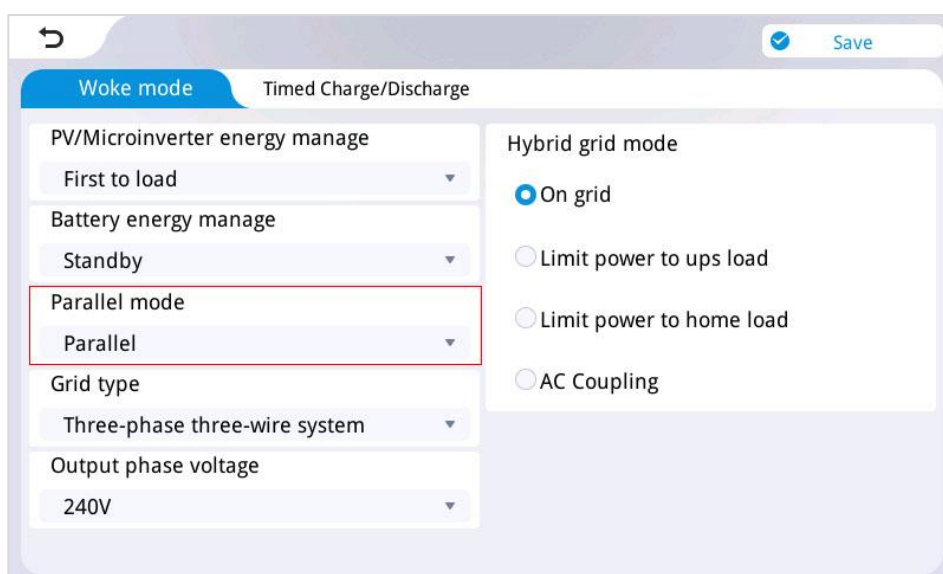 Save
Woke mode
Timed Charge/Discharge
PV/Microinverter energy manage
First to load
Battery energy manage
Standby
Parallel mode
Parallel
Grid type
Three-phase three-wire system
Output phase voltage
240V
Hybrid grid mode
On grid
Limit power to ups load
Limit power to home load
AC Coupling